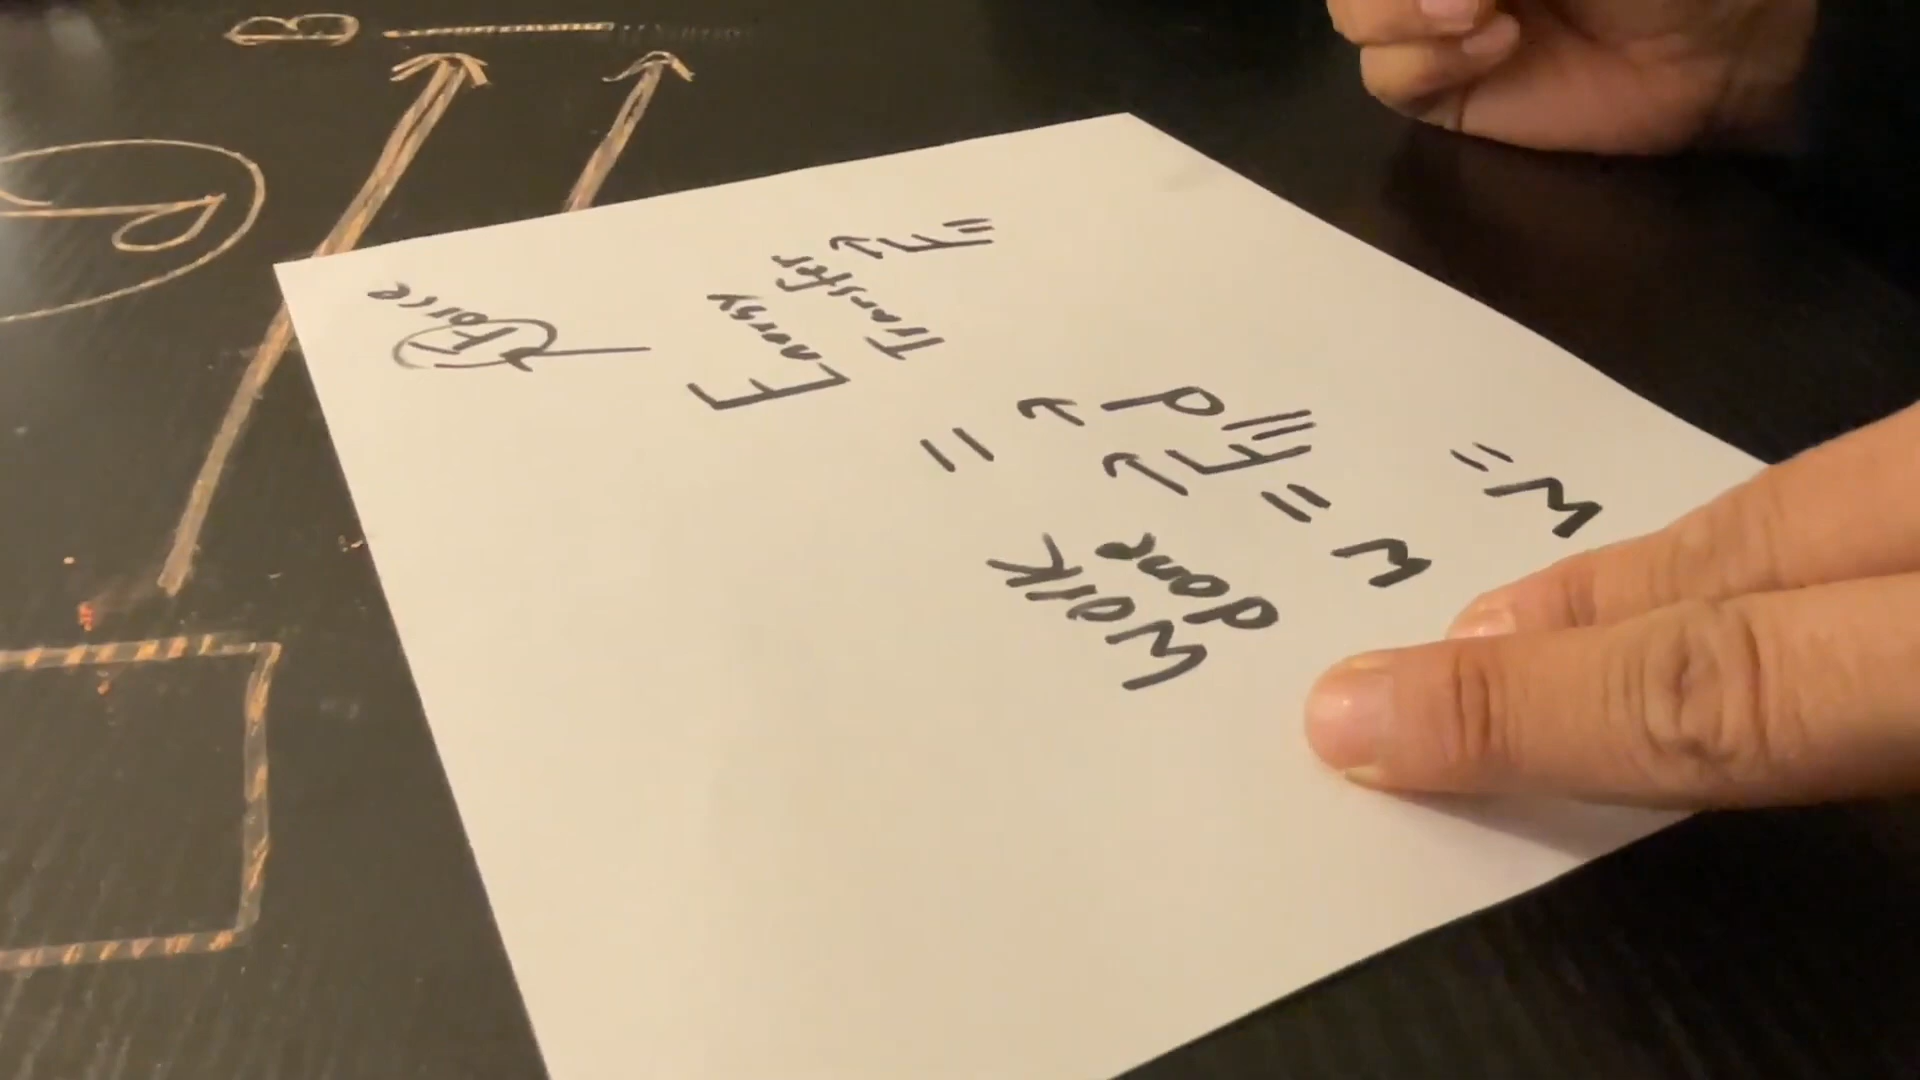 Force
Work = Energy
done Transfer
W = F∥ d F∥
W =
B